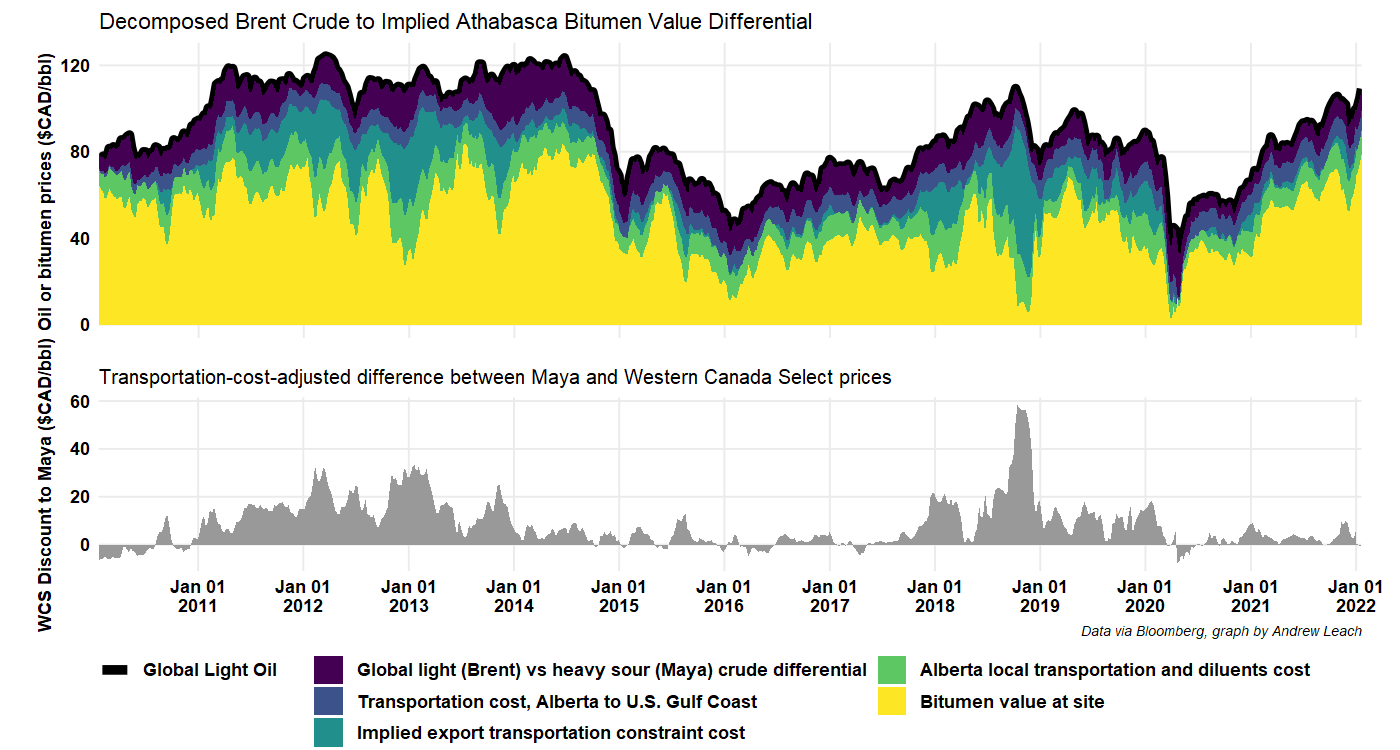 Decomposed Brent Crude to Implied Athabasca Bitumen Value Differential
Oil or bitumen prices ($CAD/bbl)
120
80
40
0
Transportation-cost-adjusted difference between Maya and Western Canada Select prices
WCS Discount to Maya ($CAD/bbl)
60
40
20
0
Jan 01 Jan 01 Jan 01 Jan 01 Jan 01 Jan 01 Jan 01 Jan 01 Jan 01 Jan 01 Jan 01 Jan 01
2011 2012 2013 2014 2015 2016 2017 2018 2019 2020 2021 2022
Data via Bloomberg, graph by Andrew Leach
Global Light Oil
Global light (Brent) vs heavy sour (Maya) crude differential
Transportation cost, Alberta to U.S. Gulf Coast
Implied export transportation constraint cost
Alberta local transportation and diluents cost
Bitumen value at site